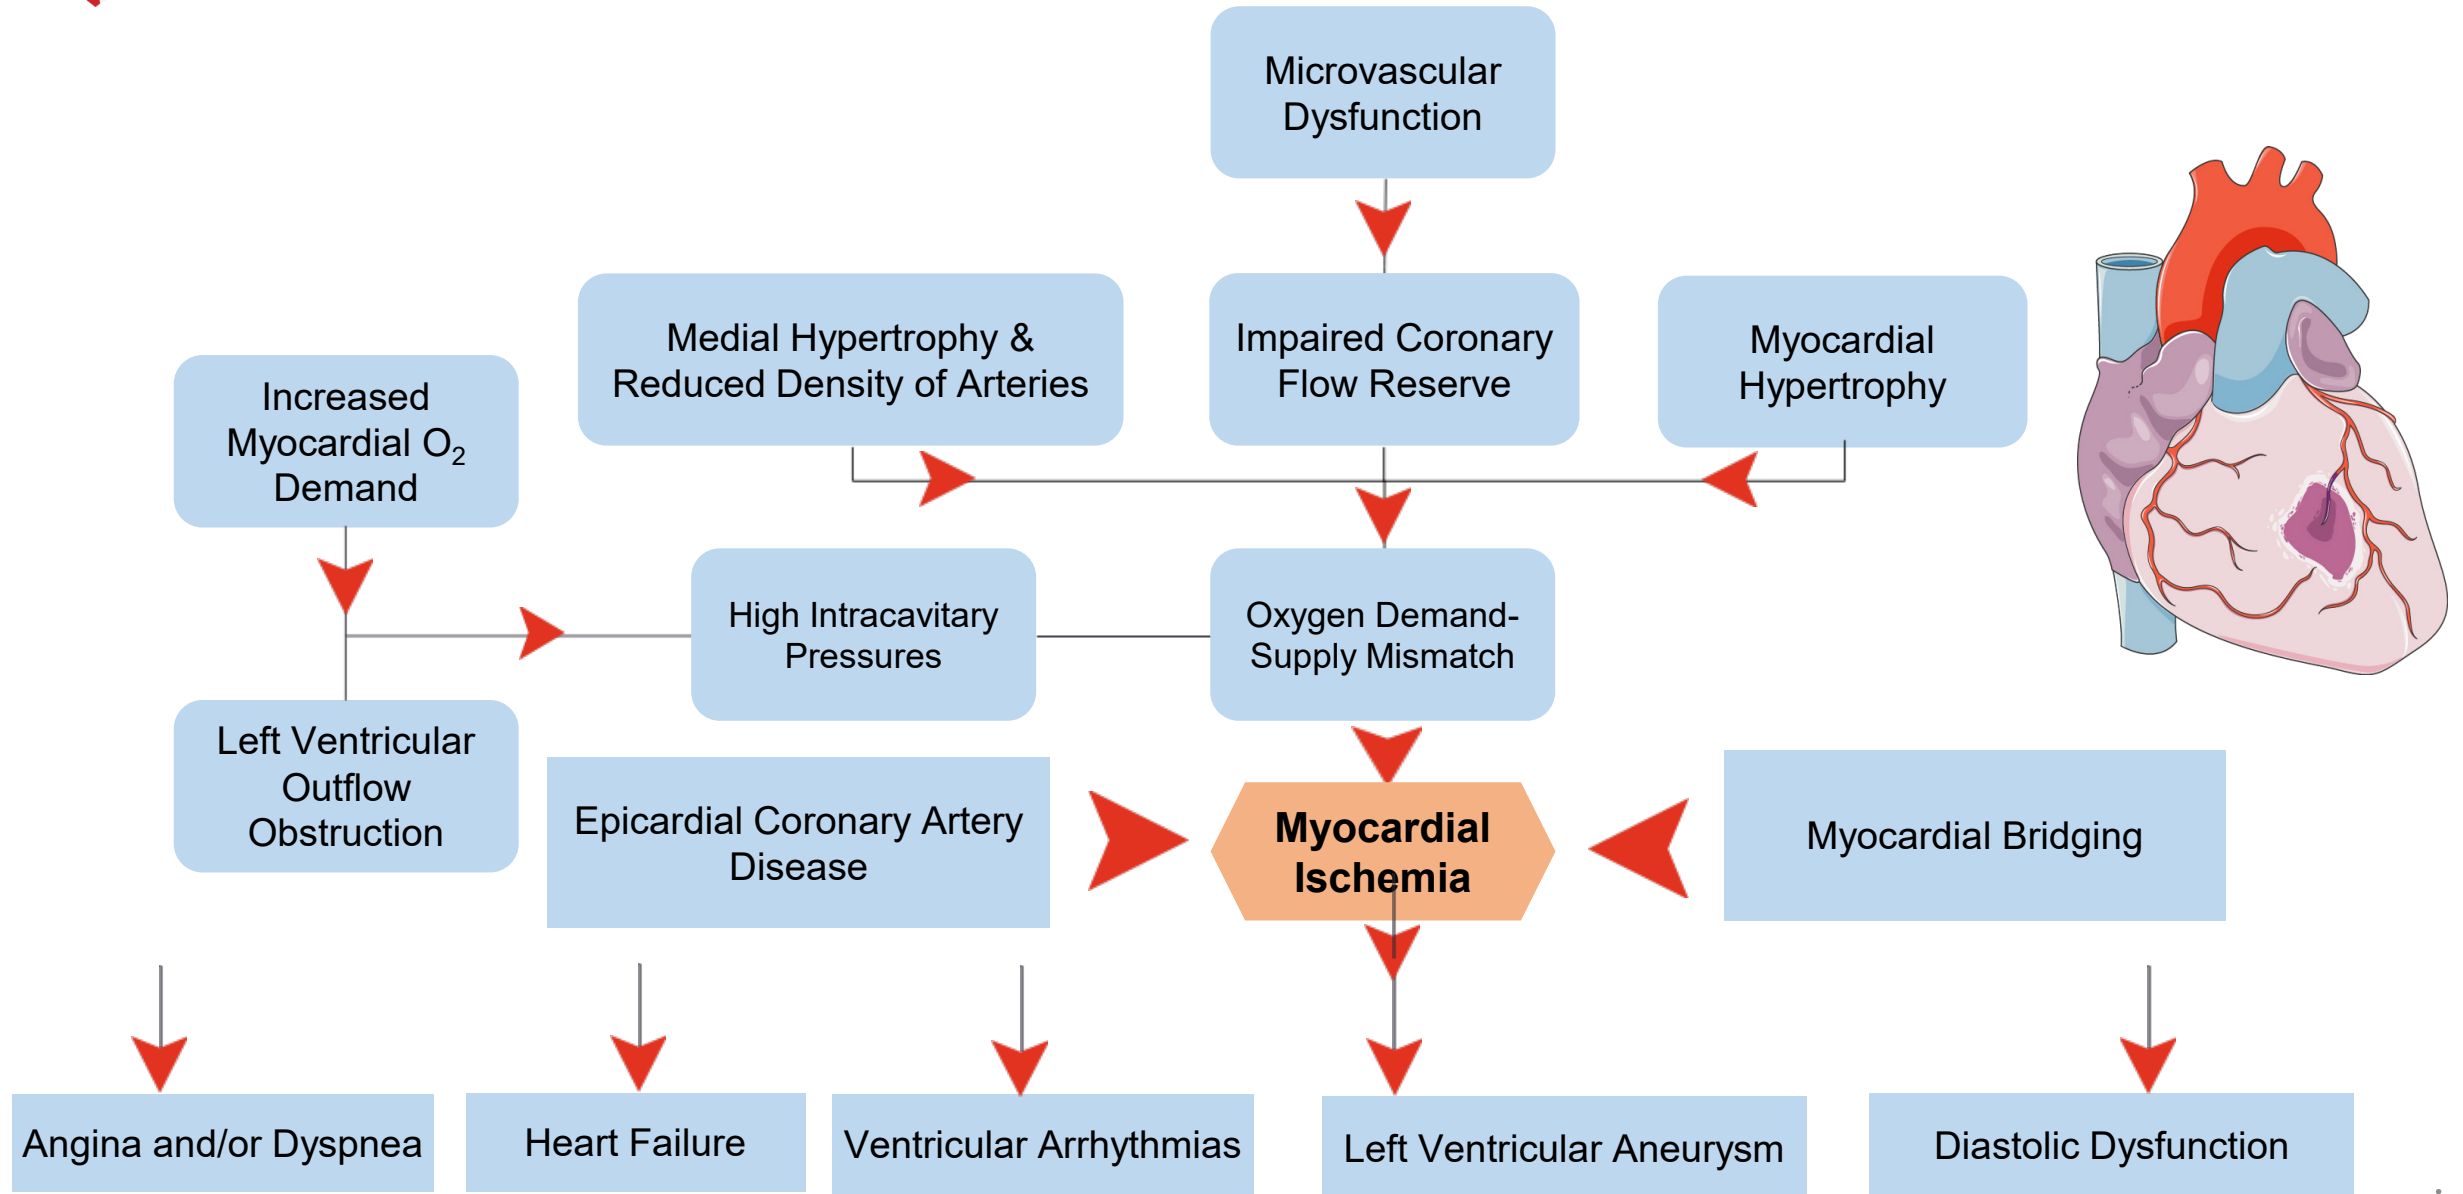 Microvascular
Dysfunction
Medial Hypertrophy &
Reduced Density of Arteries
Impaired Coronary
Flow Reserve
Myocardial
Hypertrophy
Increased
Myocardial O₂
Demand
High Intracavitary
Pressures
Oxygen Demand-
Supply Mismatch
Left Ventricular
Outflow
Obstruction
Epicardial Coronary Artery
Disease
Myocardial
Ischemia
Myocardial Bridging
Angina and/or Dyspnea
Heart Failure
Ventricular Arrhythmias
Left Ventricular Aneurysm
Diastolic Dysfunction